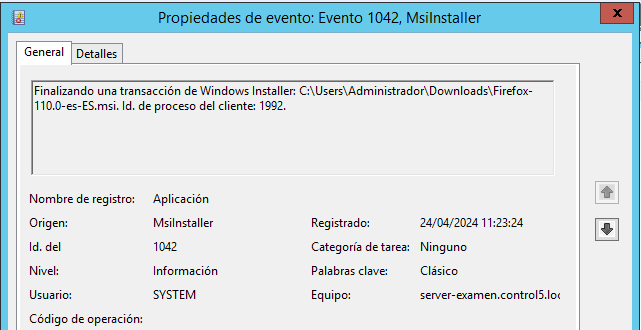 Propiedades de evento: Evento 1042, MsiInstaller
x
General Detalles
Finalizando una transacción de Windows Installer: C:\Users\Administrador\Downloads\Firefox-
110.0-es-ES.msi. Id. de proceso del cliente: 1992.
Nombre de registro: Aplicación
Origen: MsiInstaller Registrado: 24/04/2024 11:23:24
Id. del 1042 Categoría de tarea: Ninguno
Nivel: Información Palabras clave: Clásico
Usuario: SYSTEM Equipo: server-examen.control5.loc
Código de operación: